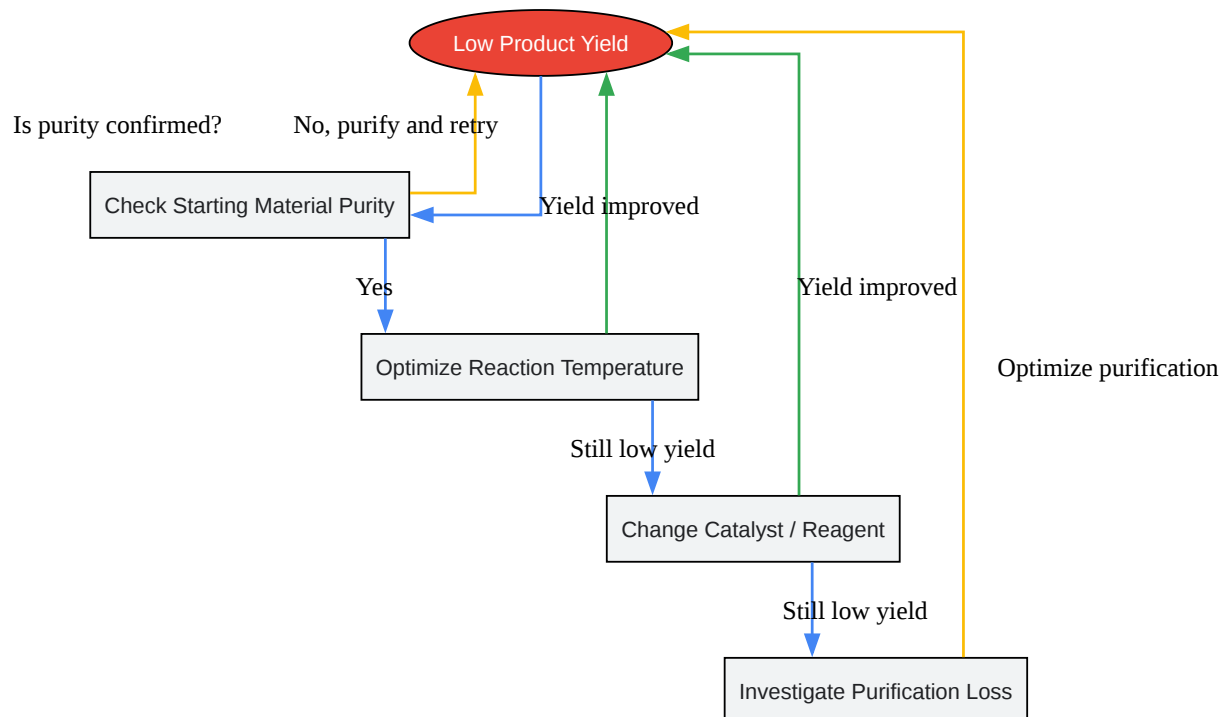 Low Product Yield
Is purity confirmed?
No, purify and retry
Check Starting Material Purity
Yield improved
Yes
Yield improved
Optimize Reaction Temperature
Optimize purification
Still low yield
Change Catalyst / Reagent
Still low yield
Investigate Purification Loss